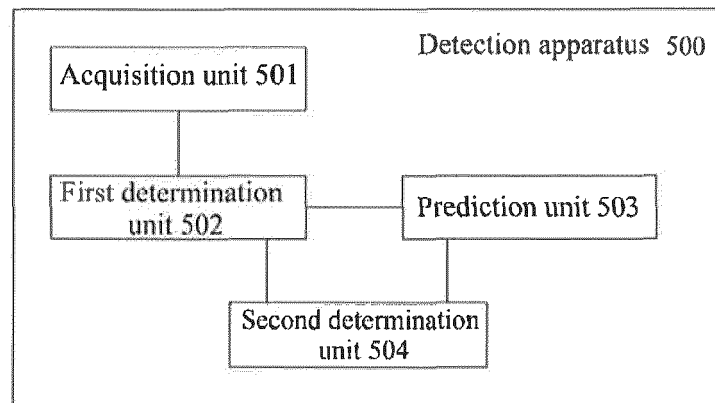 Detection apparatus 500
Acquisition unit 501
First determination
unit 502
Prediction unit 503
Second determination
unit 504